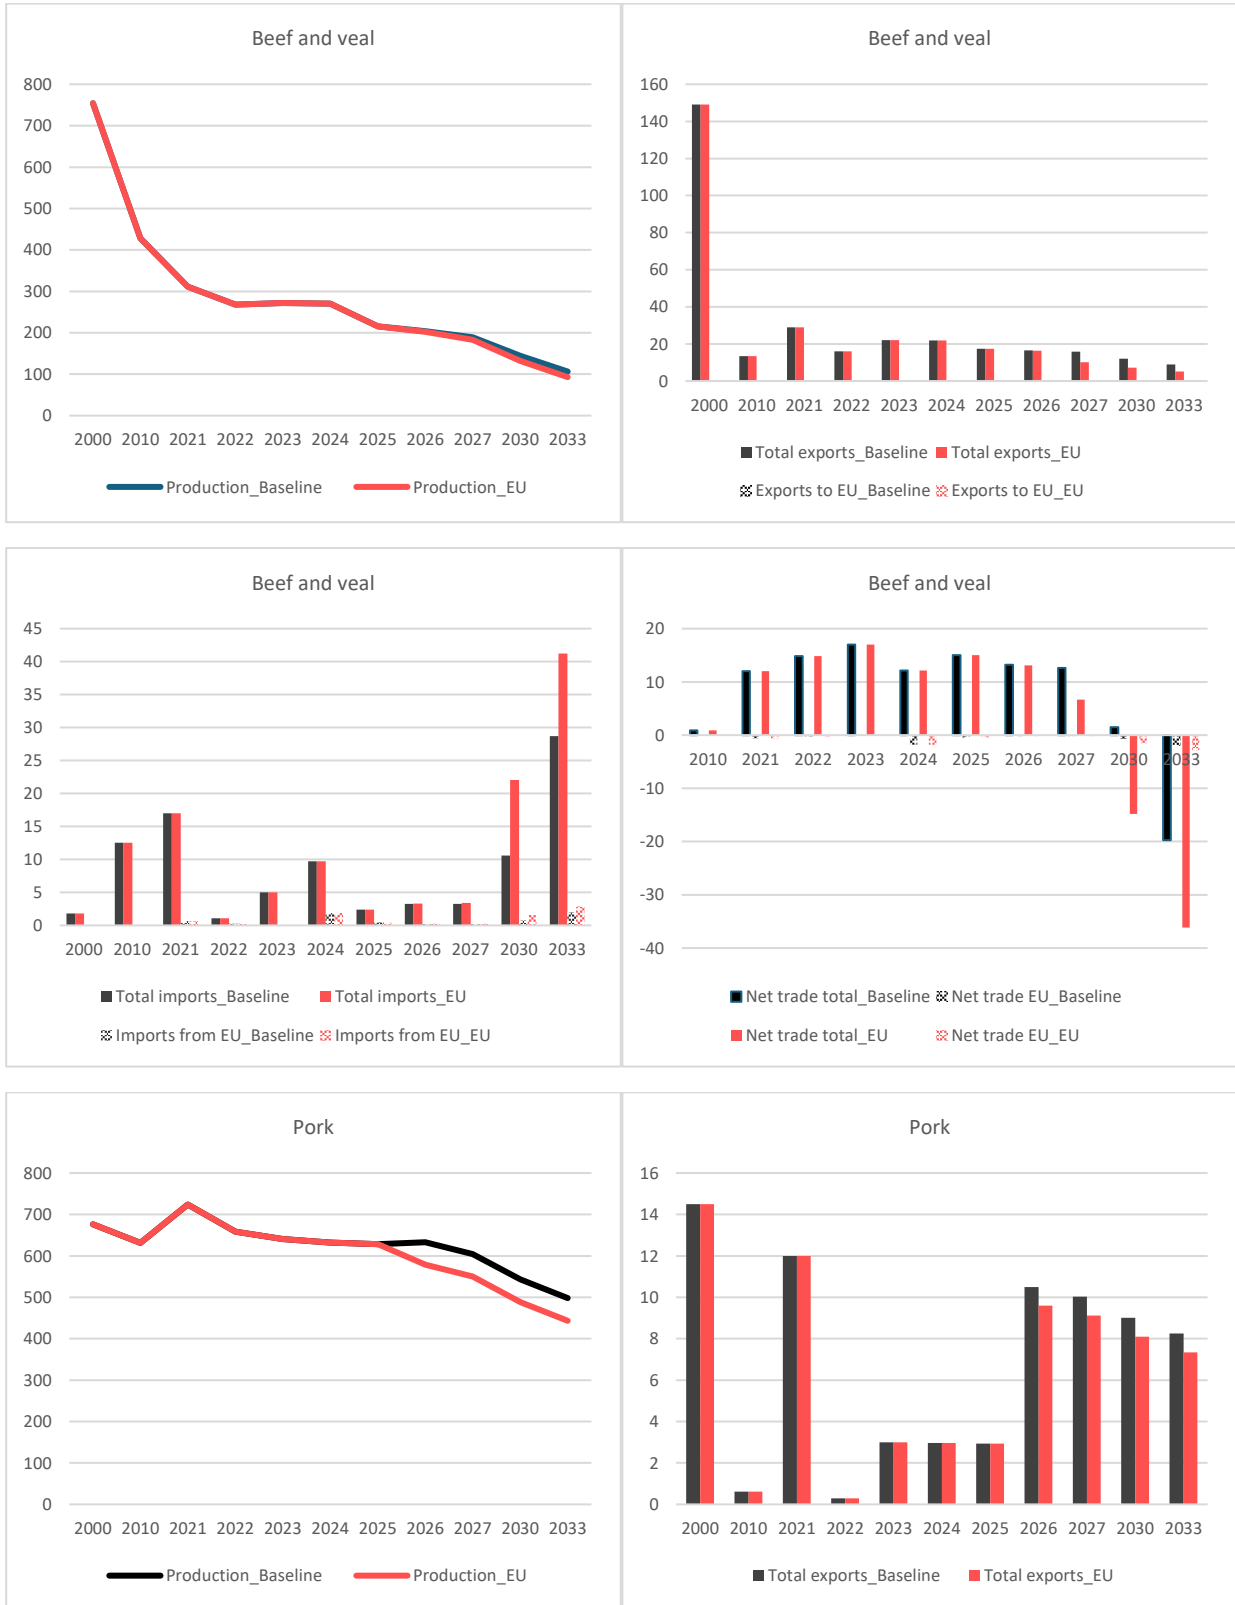 Beef and veal
800
700
600
500
400
300
200
100
0
2000 2010 2021 2022 2023 2024 2025 2026 2027 2030 2033
Production_Baseline Production_EU
Beef and veal
160
140
120
100
80
60
40
20
0
2000 2010 2021 2022 2023 2024 2025 2026 2027 2030 2033
Total exports_Baseline Total exports_EU
Exports to EU_Baseline Exports to EU_EU
Beef and veal
45
40
35
30
25
20
15
10
5
0
2000 2010 2021 2022 2023 2024 2025 2026 2027 2030 2033
Total imports_Baseline Total imports_EU
Imports from EU_Baseline Imports from EU_EU
Beef and veal
20
10
0
-10
-20
-30
-40
2010 2021 2022 2023 2024 2025 2026 2027 2030 2033
Net trade total_Baseline Net trade EU_Baseline
Net trade total_EU Net trade EU_EU
Pork
800
700
600
500
400
300
200
100
0
2000 2010 2021 2022 2023 2024 2025 2026 2027 2030 2033
Production_Baseline Production_EU
Pork
16
14
12
10
8
6
4
2
0
2000 2010 2021 2022 2023 2024 2025 2026 2027 2030 2033
Total exports_Baseline Total exports_EU